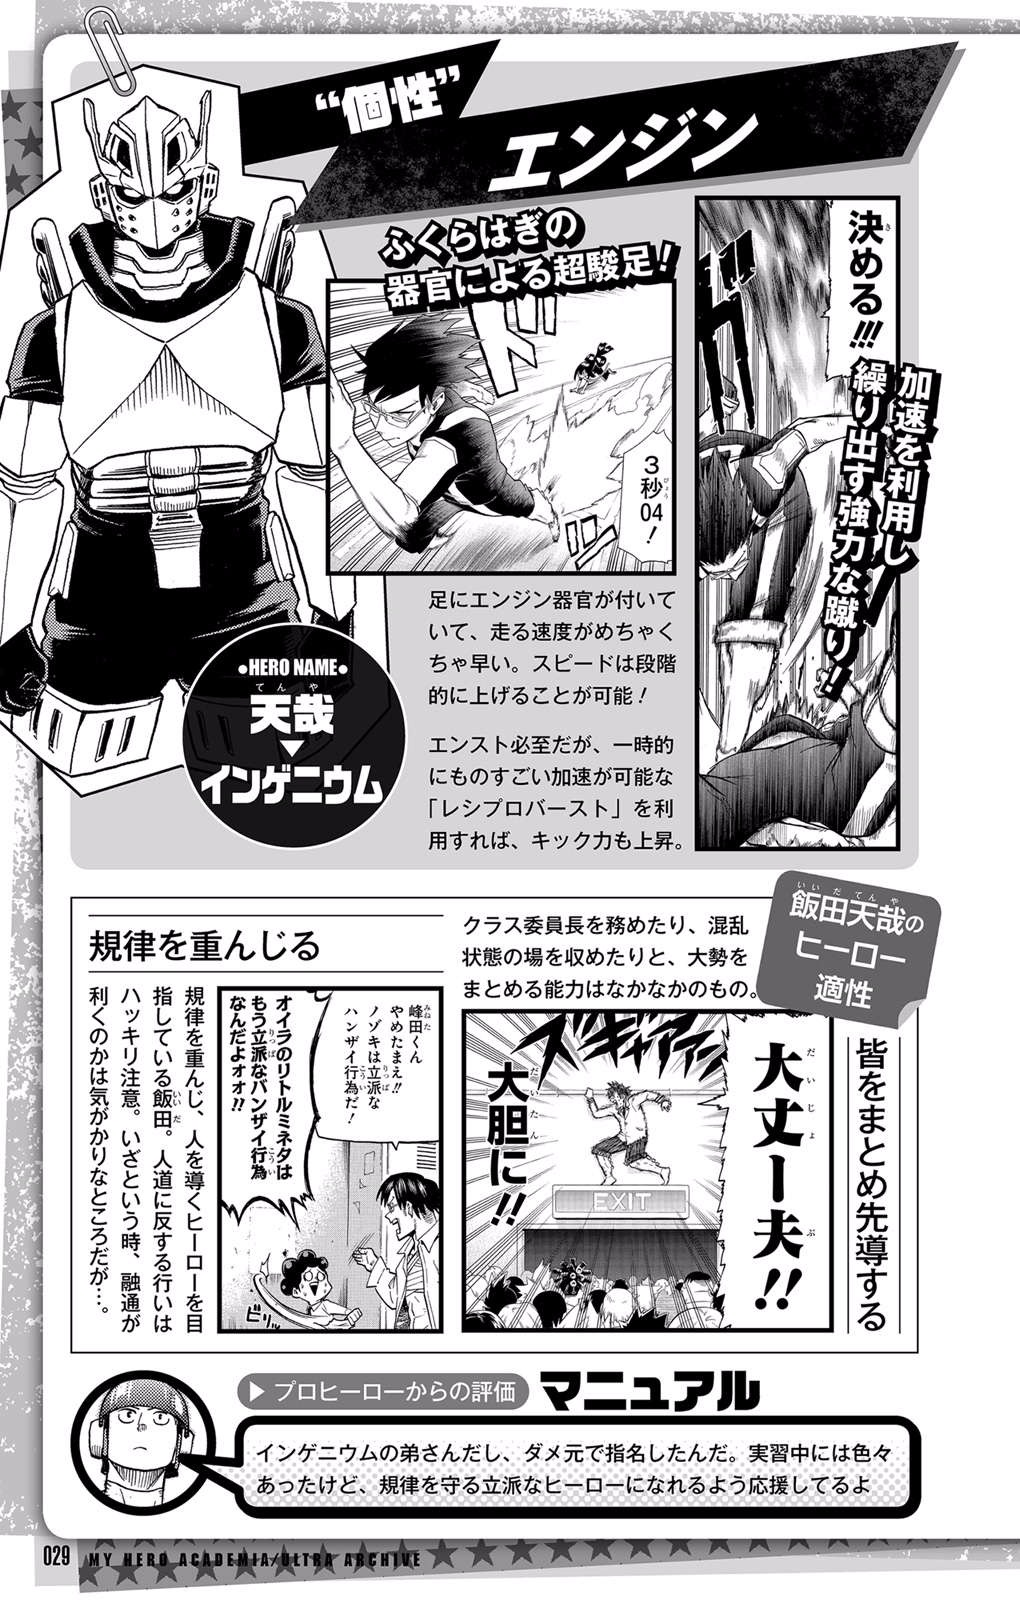 “個性”
エンジン
ふくらはぎの
器官による超駿足！
3秒04！
決める!!!
加速を利用し
繰り出す強力な蹴り!!
足にエンジン器官が付いて
いて、走る速度がめちゃく
ちゃ早い。スピードは段階
的に上げることが可能！
エンスト必至だが、一時的
にものすごい加速が可能な
「レシプロバースト」を利
用すれば、キック力も上昇。
●HERO NAME●
天哉
▼
インゲニウム
飯田天哉の
ヒーロー
適性
皆をまとめ先導する
クラス委員長を務めたり、混乱
状態の場を収めたりと、大勢を
まとめる能力はなかなかのもの。
大丈ー夫!!
ズギャアアァン
大胆に!!
EXIT
規律を重んじる
峰田くん
やめたまえ!!
ノゾキは立派な
ハンザイ行為だ！
オイラのリトルミネタは
もう立派なバンザイ行為
なんだよォォ!!
規律を重んじ、人を導くヒーローを目
指している飯田。人道に反する行いは
ハッキリ注意。いざという時、融通が
利くのかは気がかりなところだが…。
▶プロヒーローからの評価
マニュアル
インゲニウムの弟さんだし、ダメ元で指名したんだ。実習中には色々
あったけど、規律を守る立派なヒーローになれるよう応援してるよ
029 MY HERO ACADEMIA/ULTRA ARCHIVE